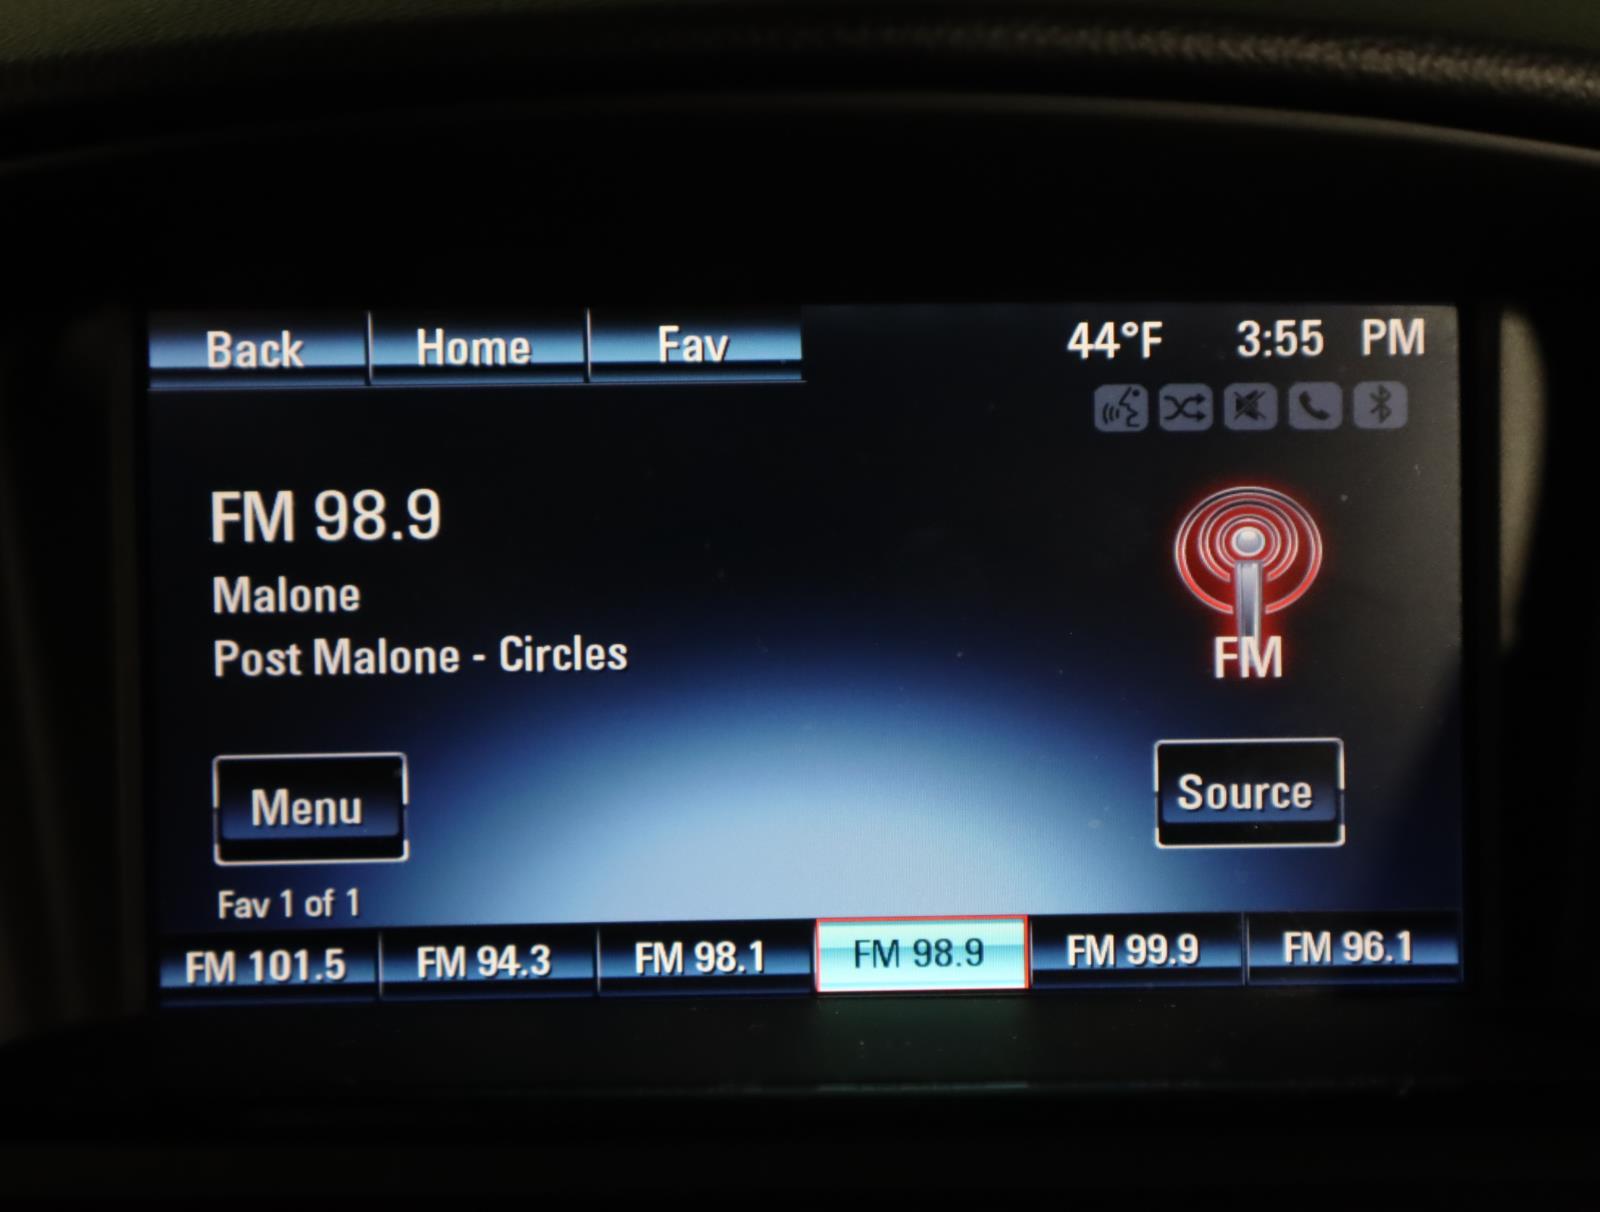 Back Home Fav 44°F 3:55 PM
FM 98.9
Malone
Post Malone - Circles
FM
Menu Source
Fav 1 of 1
FM 101.5 FM 94.3 FM 98.1 FM 98.9 FM 99.9 FM 96.1